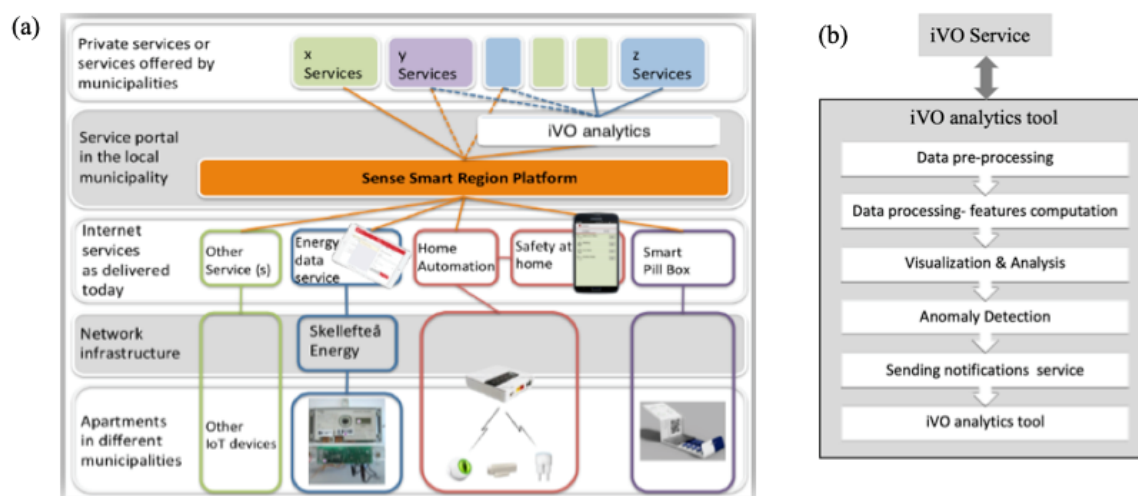 (a)
Private services or
services offered by
municipalities
x
Services
y
Services
z
Services
iVO analytics
Service portal
in the local
municipality
Sense Smart Region Platform
Internet
services
as delivered
today
Other
Service (s)
Energy
data
service
Home
Automation
Safety at
home
Smart
Pill Box
Network
infrastructure
Skellefteå
Energy
Apartments
in different
municipalities
Other
IoT devices
(b)
iVO Service
iVO analytics tool
Data pre-processing
Data processing- features computation
Visualization & Analysis
Anomaly Detection
Sending notifications service
iVO analytics tool